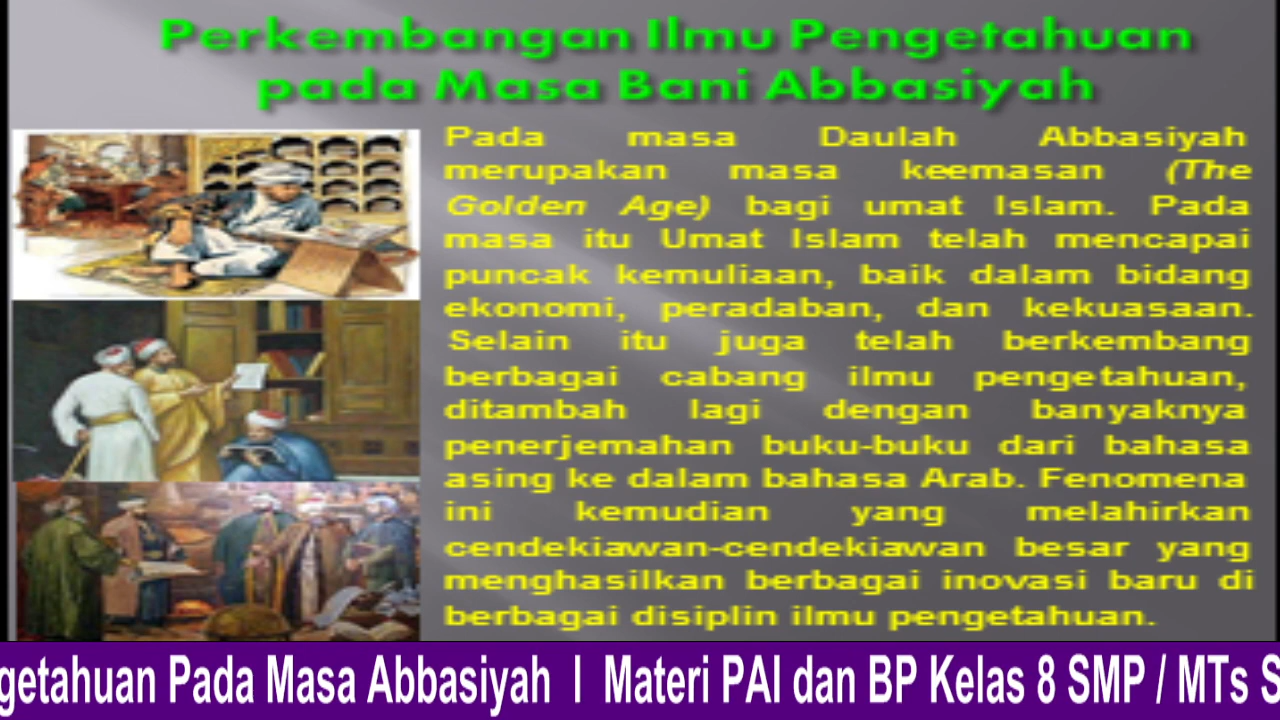 Perkembangan Ilmu Pengetahuan
pada Masa Bani Abbasiyah
Pada masa Daulah Abbasiyah
merupakan masa keemasan (The
Golden Age) bagi umat Islam. Pada
masa itu Umat Islam telah mencapai
puncak kemuliaan, baik dalam bidang
ekonomi, peradaban, dan kekuasaan.
Selain itu juga telah berkembang
berbagai cabang ilmu pengetahuan,
ditambah lagi dengan banyaknya
penerjemahan buku-buku dari bahasa
asing ke dalam bahasa Arab. Fenomena
ini kemudian yang melahirkan
cendekiawan-cendekiawan besar yang
menghasilkan berbagai inovasi baru di
berbagai disiplin ilmu pengetahuan.
getahuan Pada Masa Abbasiyah I Materi PAI dan BP Kelas 8 SMP / MTs S